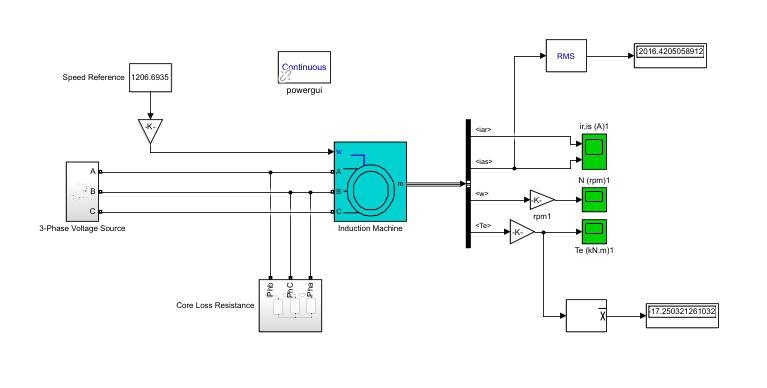 2016.4205058912
RMS
Continuous
powergui
Speed Reference
1206.6935
-K-
<iar>
ir,is (A)1
<ias>
w
A
A
m
N (rpm)1
B
B
<w>
-K-
rpm1
C
C
3-Phase Voltage Source
Induction Machine
<Te>
-K-
Te (kN.m)1
Phb
PhC
Pha
Core Loss Resistance
-17.250321261032